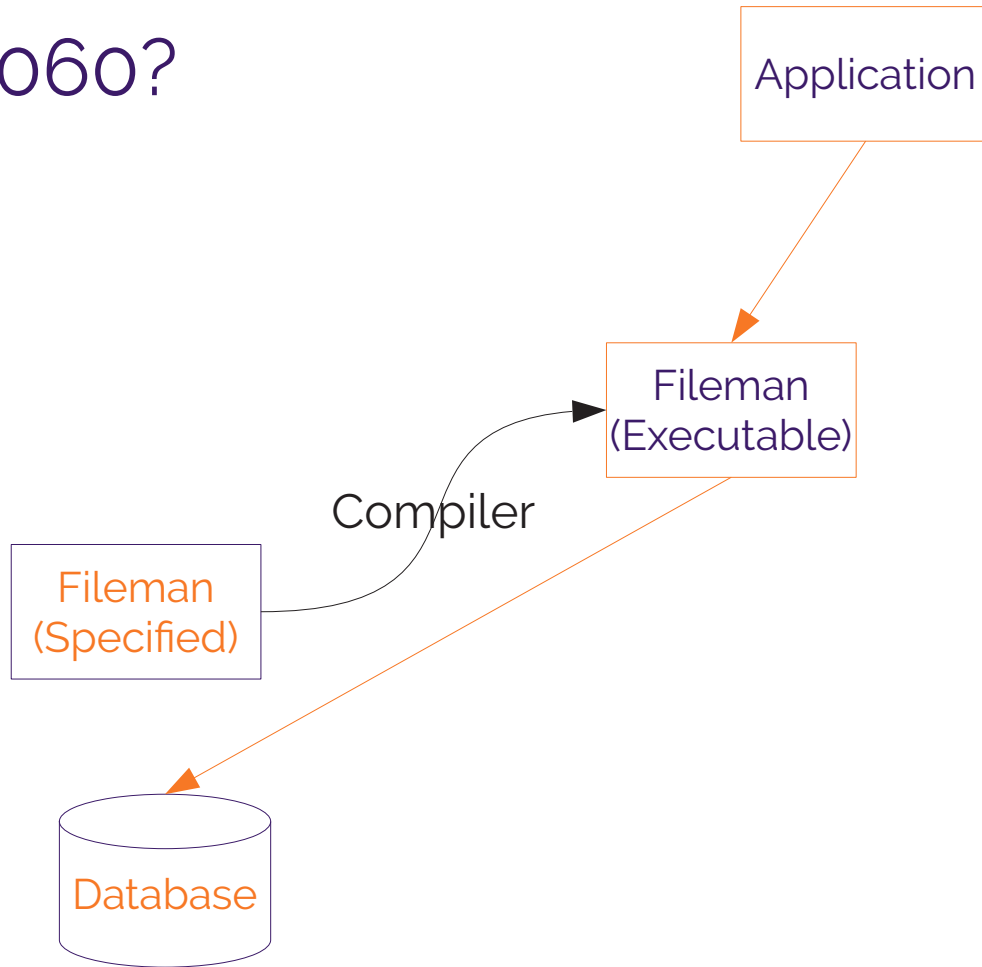 060?
Application
Fileman
(Executable)
Compiler
Fileman
(Specified)
Database